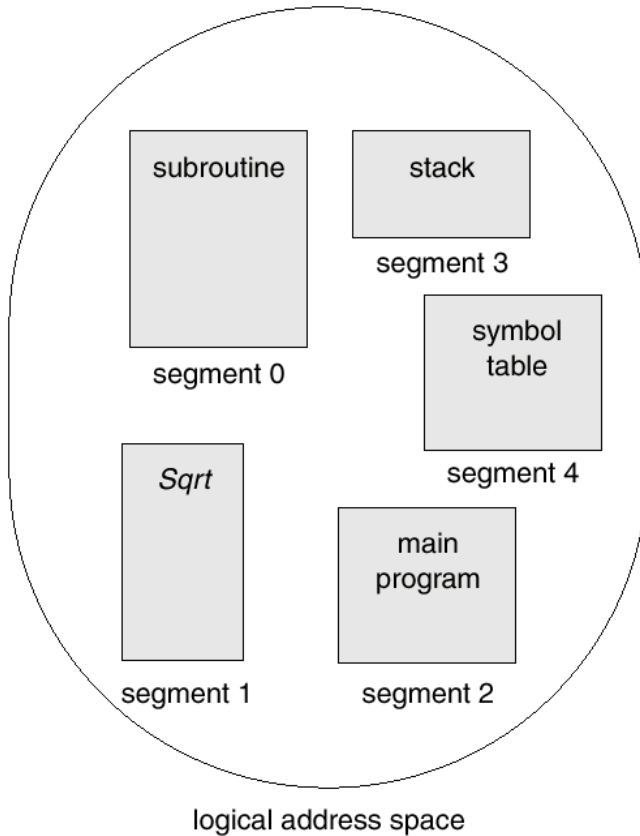 subroutine
stack
segment 3
symbol
table
segment 0
segment 4
Sqrt
main
program
segment 1
segment 2
logical address space